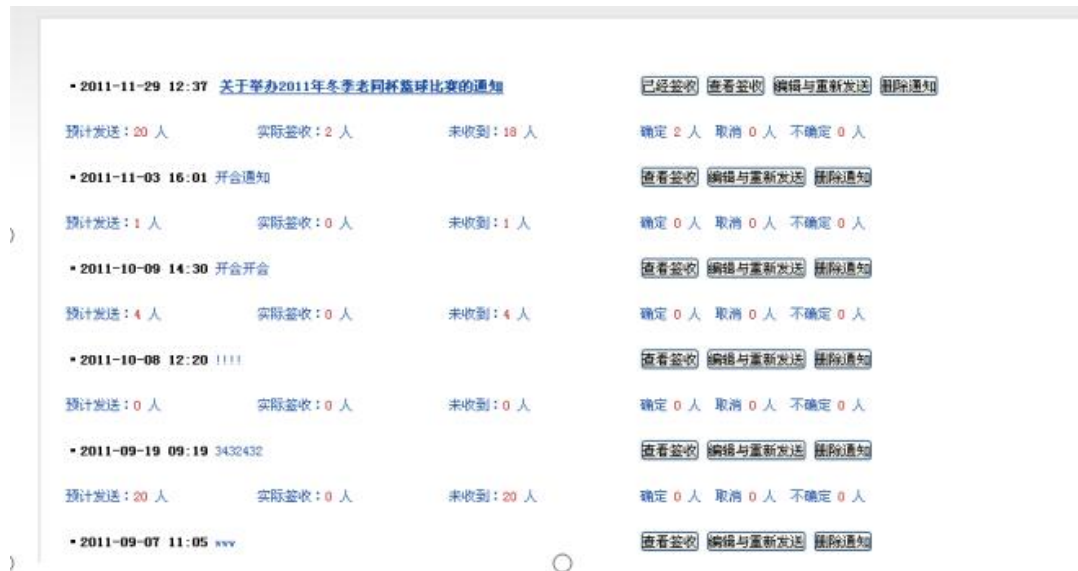 ▪2011-11-29 12:37 关于举办2011年冬季老同杯篮球比赛的通知 已经签收 查看签收 编辑与重新发送 删除通知
预计发送：20 人 实际签收：2 人 未收到：18 人 确定 2 人 取消 0 人 不确定 0 人
▪2011-11-03 16:01 开会通知 查看签收 编辑与重新发送 删除通知
预计发送：1 人 实际签收：0 人 未收到：1 人 确定 0 人 取消 0 人 不确定 0 人
▪2011-10-09 14:30 开会开会 查看签收 编辑与重新发送 删除通知
预计发送：4 人 实际签收：0 人 未收到：4 人 确定 0 人 取消 0 人 不确定 0 人
▪2011-10-08 12:20 !!!! 查看签收 编辑与重新发送 删除通知
预计发送：0 人 实际签收：0 人 未收到：0 人 确定 0 人 取消 0 人 不确定 0 人
▪2011-09-19 09:19 3432432 查看签收 编辑与重新发送 删除通知
预计发送：20 人 实际签收：0 人 未收到：20 人 确定 0 人 取消 0 人 不确定 0 人
▪2011-09-07 11:05 查看签收 编辑与重新发送 删除通知